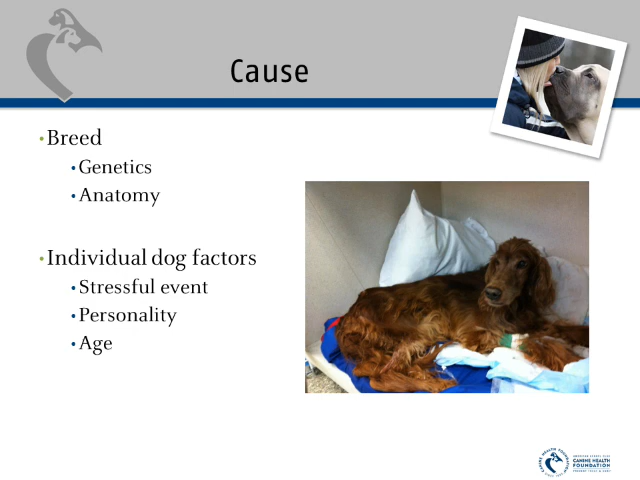 Cause
•Breed
•Genetics
•Anatomy
•Individual dog factors
•Stressful event
•Personality
•Age
CANINE HEALTH
FOUNDATION